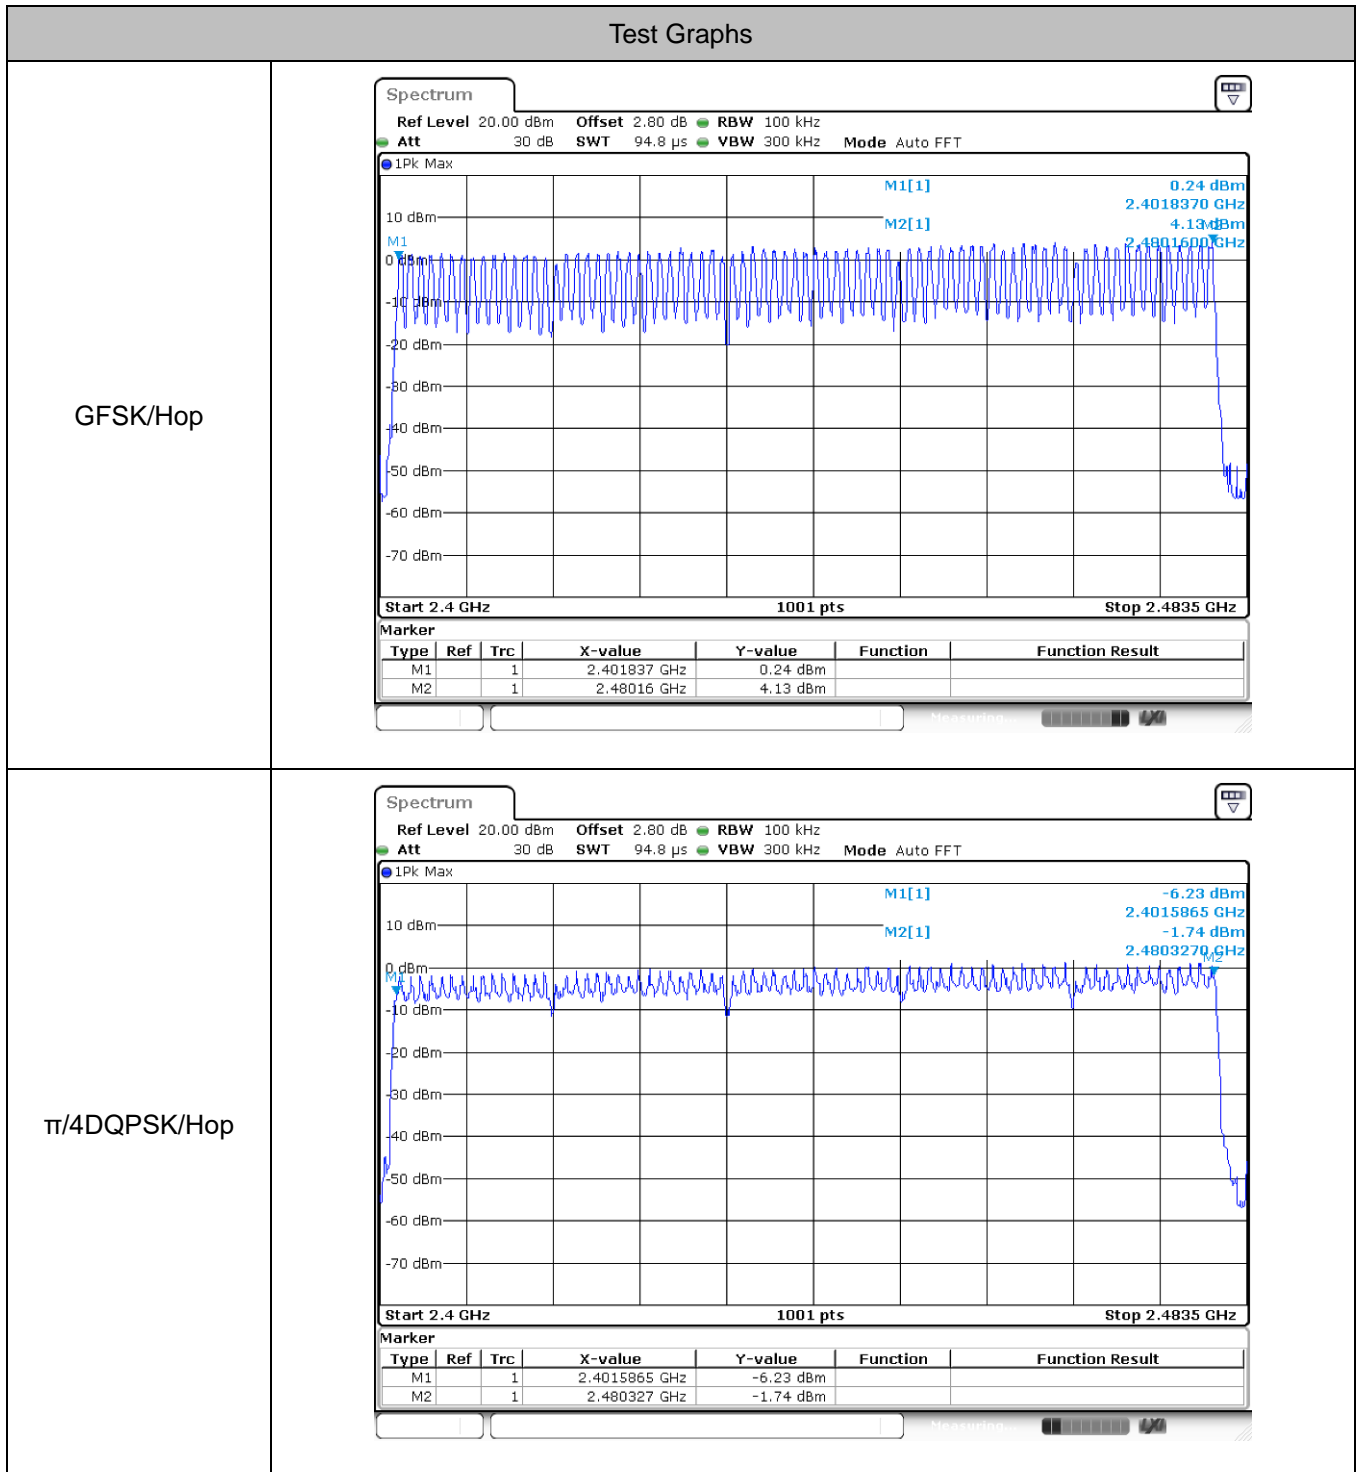 Test Graphs
GFSK/Hop
Spectrum
Ref Level 20.00 dBm Offset 2.80 dB RBW 100 kHz
Att 30 dB SWT 94.8 µs VBW 300 kHz Mode Auto FFT
1Pk Max
M1[1] 0.24 dBm
2.4018370 GHz
10 dBm
M2[1] 4.13 dBm
M1 2.4801600 GHz
0 dBm
-10 dBm
-20 dBm
-30 dBm
-40 dBm
-50 dBm
-60 dBm
-70 dBm
Start 2.4 GHz 1001 pts Stop 2.4835 GHz
Marker
Type Ref Trc X-value Y-value Function Function Result
M1 1 2.401837 GHz 0.24 dBm
M2 1 2.48016 GHz 4.13 dBm
Measuring... LXI
π/4DQPSK/Hop
Spectrum
Ref Level 20.00 dBm Offset 2.80 dB RBW 100 kHz
Att 30 dB SWT 94.8 µs VBW 300 kHz Mode Auto FFT
1Pk Max
M1[1] -6.23 dBm
2.4015865 GHz
10 dBm
M2[1] -1.74 dBm
2.4803270 GHz
M2
0 dBm
M1
-10 dBm
-20 dBm
-30 dBm
-40 dBm
-50 dBm
-60 dBm
-70 dBm
Start 2.4 GHz 1001 pts Stop 2.4835 GHz
Marker
Type Ref Trc X-value Y-value Function Function Result
M1 1 2.4015865 GHz -6.23 dBm
M2 1 2.480327 GHz -1.74 dBm
Measuring... LXI